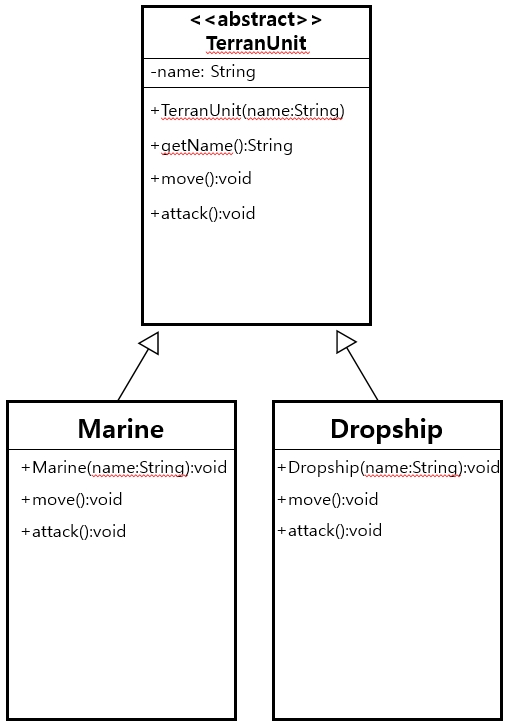 <<abstract>>
TerranUnit
-name: String
+TerranUnit(name:String)
+getName():String
+move():void
+attack():void
Marine
+Marine(name:String):void
+move():void
+attack():void
Dropship
+Dropship(name:String):void
+move():void
+attack():void